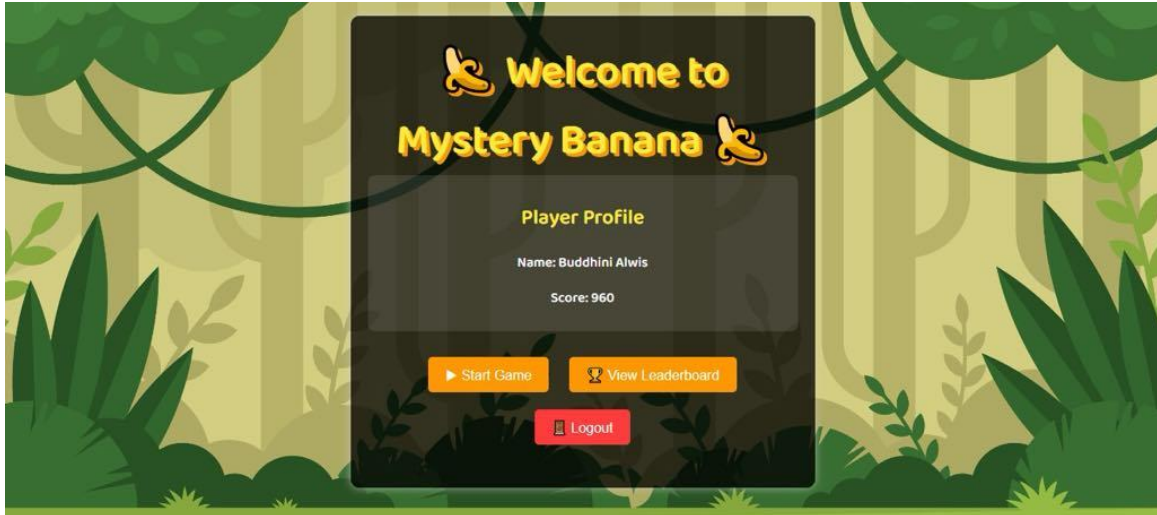 🍌 Welcome to
Mystery Banana 🍌
Player Profile
Name: Buddhini Alwis
Score: 960
▶ Start Game
🏆 View Leaderboard
🚪 Logout